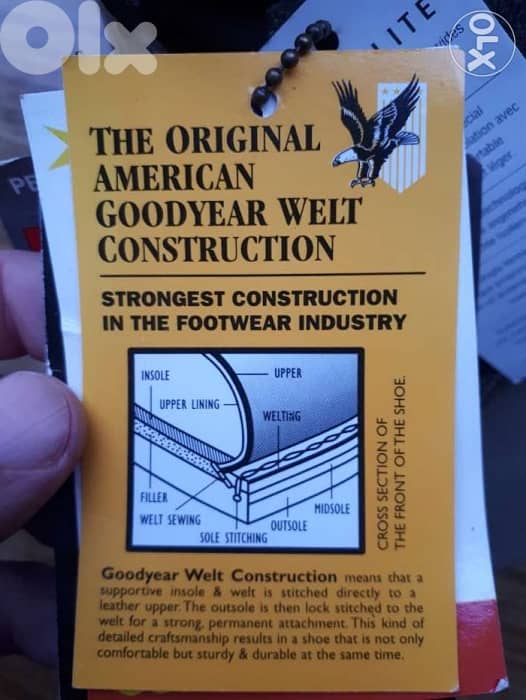 olx
OLX
LITE
THE ORIGINAL
AMERICAN
GOODYEAR WELT
CONSTRUCTION
STRONGEST CONSTRUCTION
IN THE FOOTWEAR INDUSTRY
INSOLE
UPPER
UPPER LINING
WELTING
FILLER
WELT SEWING
SOLE STITCHING
OUTSOLE
MIDSOLE
CROSS SECTION OF
THE FRONT OF THE SHOE.
Goodyear Welt Construction means that a
supportive insole & welt is stitched directly to a
leather upper. The outsole is then lock stitched to the
welt for a strong, permanent attachment. This kind of
detailed craftsmanship results in a shoe that is not only
comfortable but sturdy & durable at the same time.
PE
avec
léger